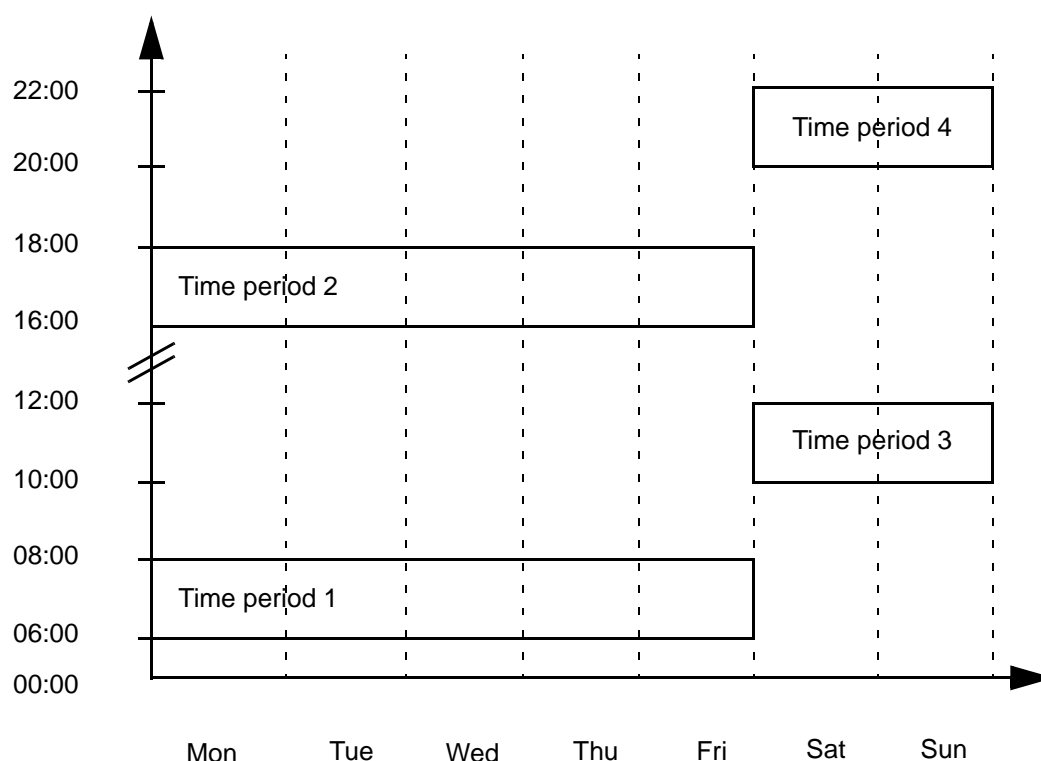 22:00
Time period 4
20:00
18:00
Time period 2
16:00
12:00
Time period 3
10:00
08:00
Time period 1
06:00
00:00
Mon Tue Wed Thu Fri Sat Sun